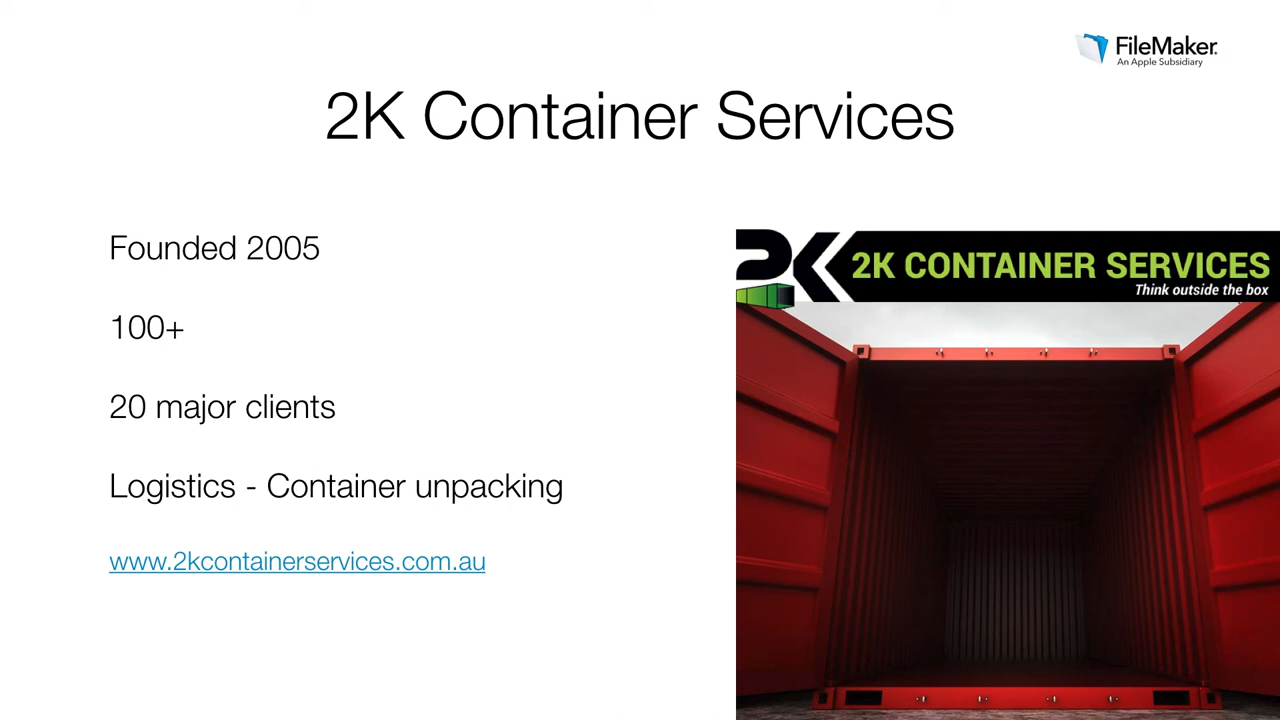 FileMaker
An Apple Subsidiary
2K Container Services
Founded 2005
100+
20 major clients
Logistics - Container unpacking
www.2kcontainerservices.com.au
2K
2K CONTAINER SERVICES
Think outside the box